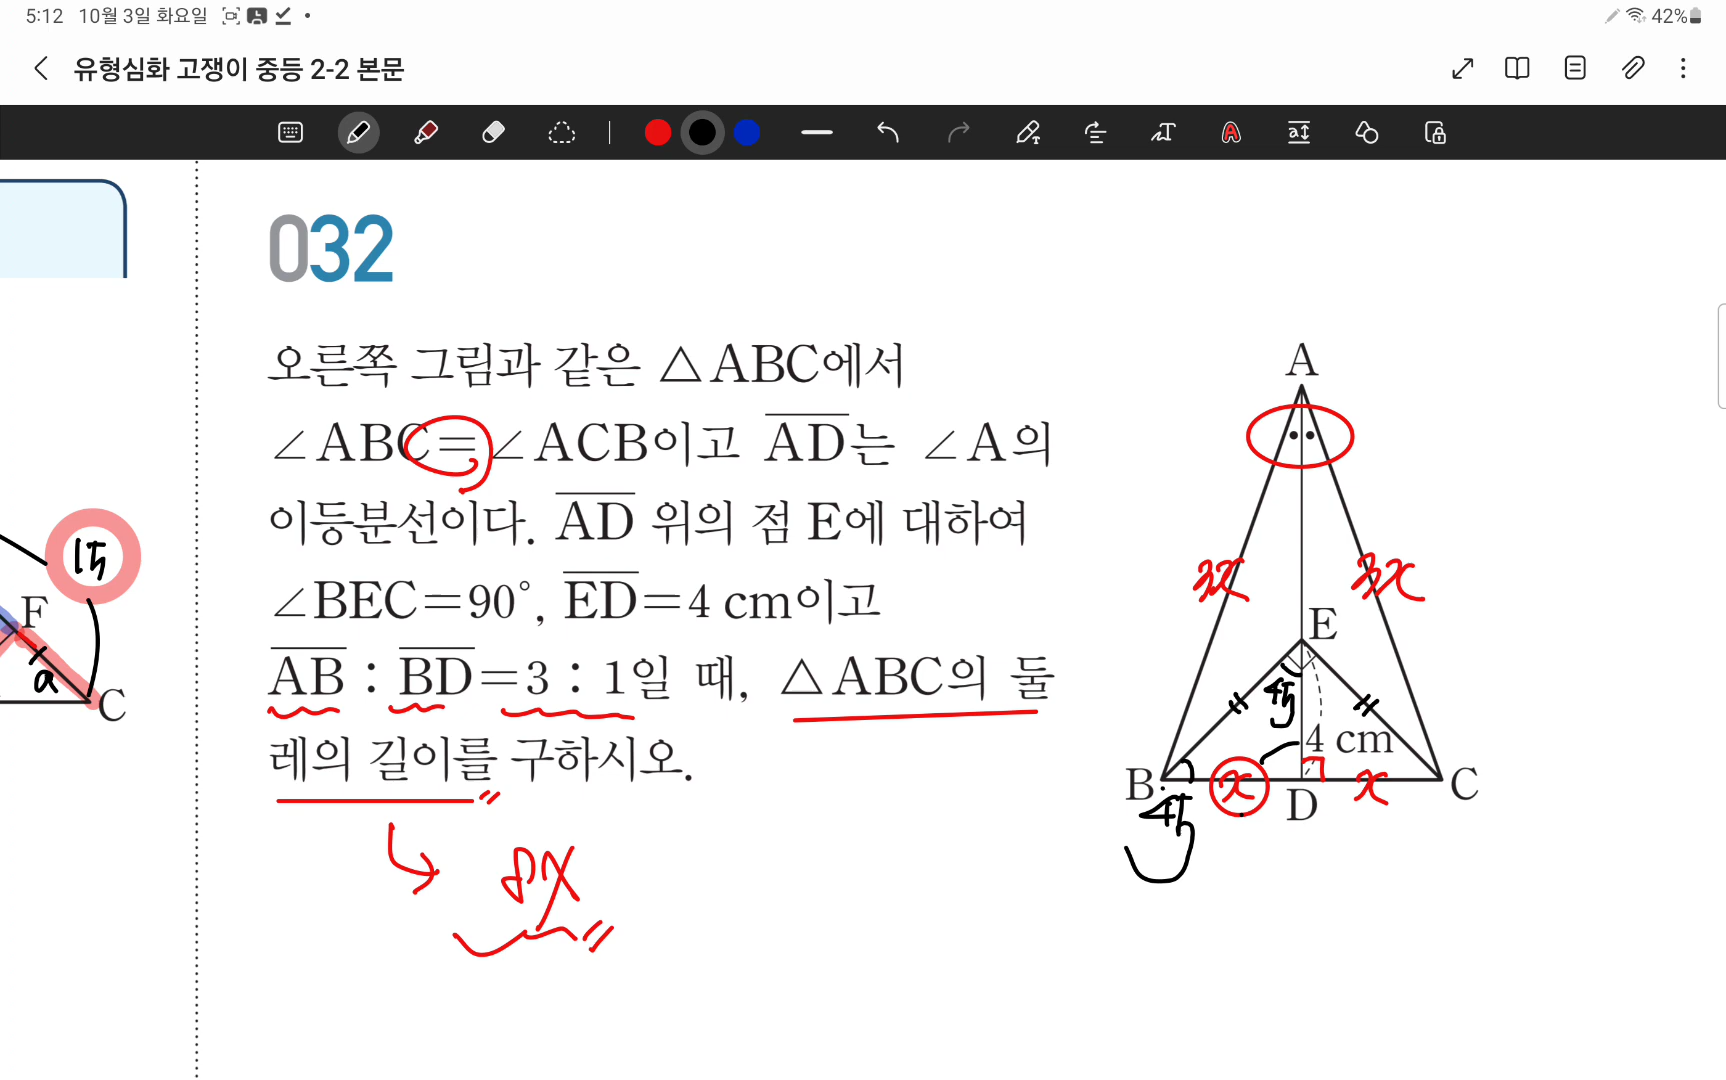 5:12 10월 3일 화요일
42%
유형심화 고쟁이 중등 2-2 본문
032
오른쪽 그림과 같은 △ABC에서
∠ABC=∠ACB이고 AD는 ∠A의
이등분선이다. AD 위의 점 E에 대하여
∠BEC=90°, ED=4 cm이고
AB : BD=3 : 1일 때, △ABC의 둘
레의 길이를 구하시오.
8x
A
3x 3x
E
45
4 cm
B x D x C
45
15
F
a
C